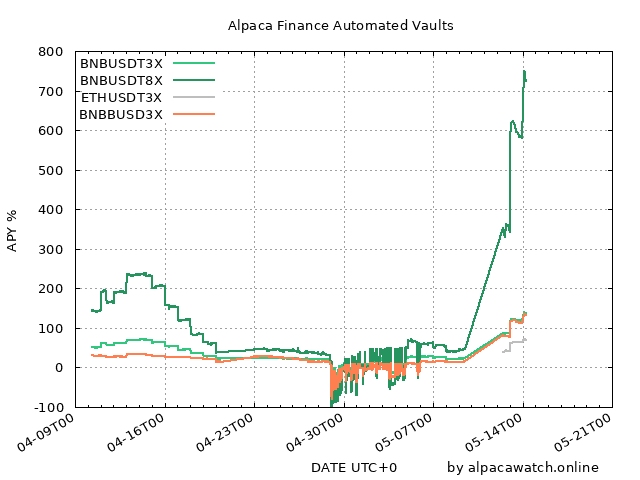 Alpaca Finance Automated Vaults
BNBUSDT3X
BNBUSDT8X
ETHUSDT3X
BNBBUSD3X
800
700
600
500
400
300
200
100
0
-100
APY %
04-09T00
04-16T00
04-23T00
04-30T00
05-07T00
05-14T00
05-21T00
DATE UTC+0
by alpacawatch.online